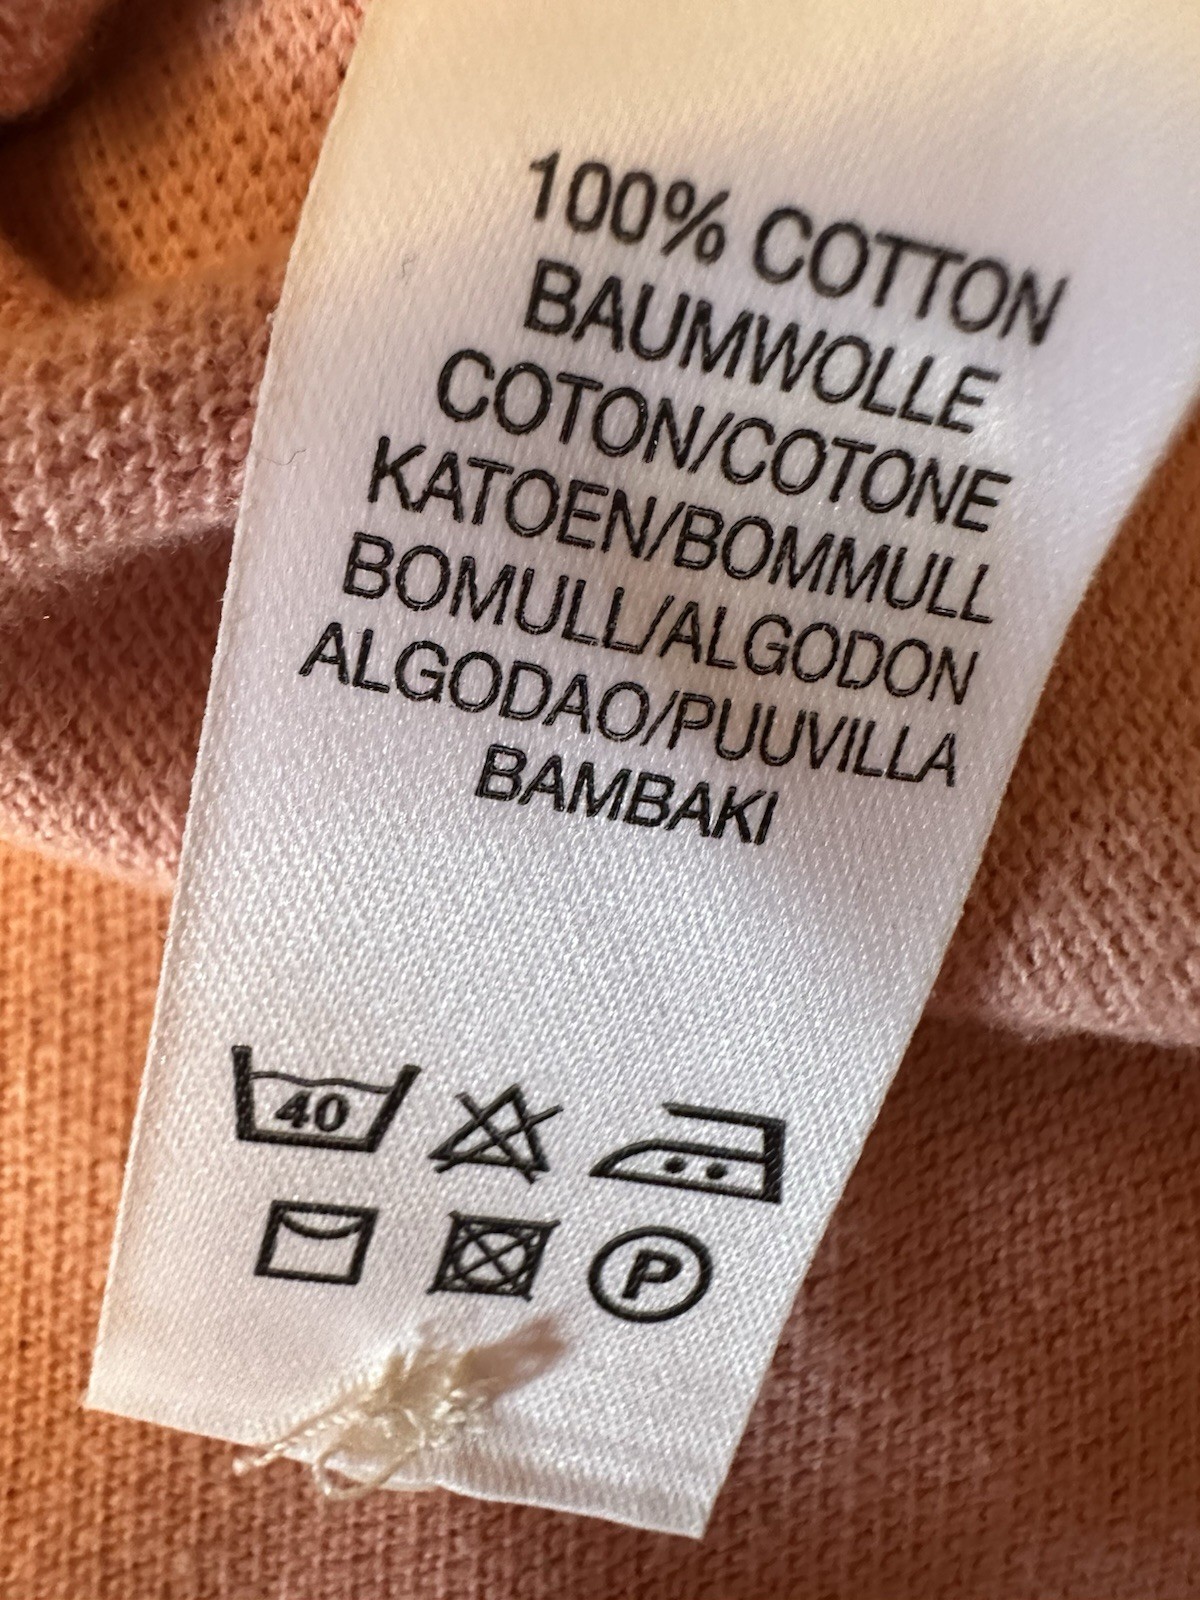 100% COTTON
BAUMWOLLE
COTON/COTONE
KATOEN/BOMMULL
BOMULL/ALGODON
ALGODAO/PUUVILLA
BAMBAKI
40
P